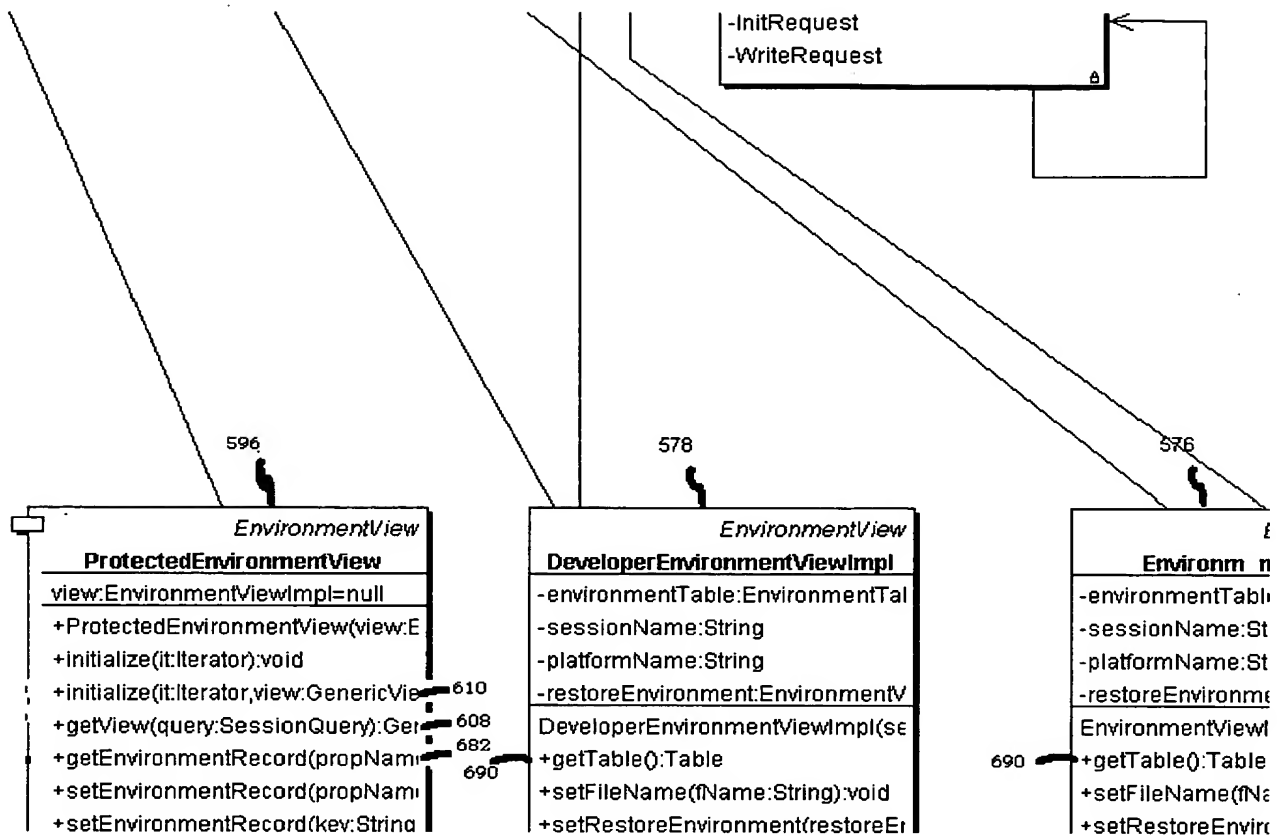 -InitRequest
-WriteRequest
596
578
576
EnvironmentView
ProtectedEnvironmentView
view:EnvironmentViewImpl=null
+ProtectedEnvironmentView(view:E
+initialize(it:Iterator):void
+initialize(it:Iterator,view:GenericVie
610
+getView(query:SessionQuery):Ger
608
+getEnvironmentRecord(propNam
682
+setEnvironmentRecord(propNam
+setEnvironmentRecord(key:String
EnvironmentView
DeveloperEnvironmentViewImpl
-environmentTable:EnvironmentTal
-sessionName:String
-platformName:String
-restoreEnvironment:EnvironmentV
DeveloperEnvironmentViewImpl(se
690
+getTable():Table
+setFileName(fName:String):void
+setRestoreEnvironment(restoreEr
E
Environm
-environmentTabl
-sessionName:St
-platformName:St
-restoreEnvironme
EnvironmentViewI
690
+getTable():Table
+setFileName(fNa
+setRestoreEnviro